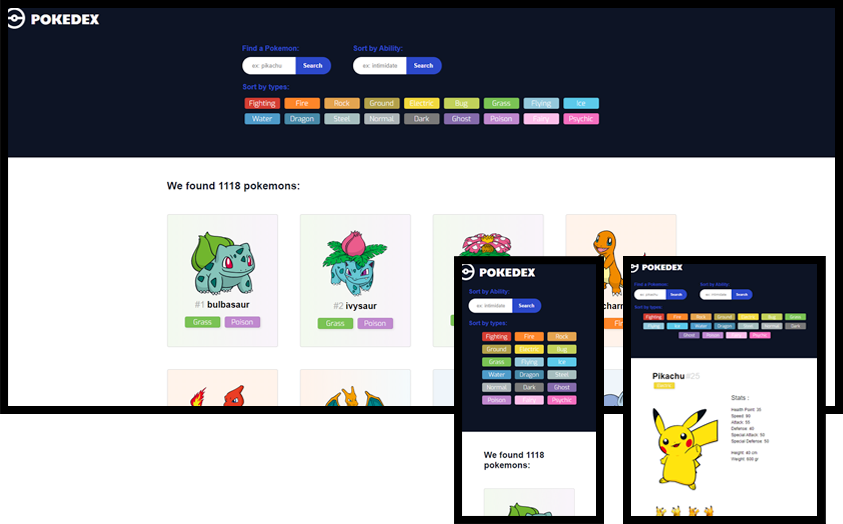 POKEDEX
Find a Pokemon: Sort by Ability:
ex: pikachu Search ex: intimidate Search
Sort by types:
Fighting Fire Rock Ground Electric Bug Grass Flying Ice
Water Dragon Steel Normal Dark Ghost Poison Fairy Psychic
We found 1118 pokemons:
#1 bulbasaur
Grass Poison
#2 ivysaur
Grass Poison
charm
Fir
POKEDEX
Sort by Ability:
ex: intimidate Search
Sort by types:
Fighting Fire Rock
Ground Electric Bug
Grass Flying Ice
Water Dragon Steel
Normal Dark Ghost
Poison Fairy Psychic
We found 1118
pokemons:
POKEDEX
Find a Pokemon: Sort by Ability:
ex: pikachu Search ex: intimidate Search
Sort by types:
Fighting Fire Rock Ground Electric Bug Grass
Flying Ice Water Dragon Steel Normal Dark
Ghost Poison Fairy Psychic
Pikachu#25
Electric
Stats :
Health Point: 35
Speed: 90
Attack: 55
Defense: 40
Special Attack: 50
Special Defense: 50
Height: 40 cm
Weight: 600 gr